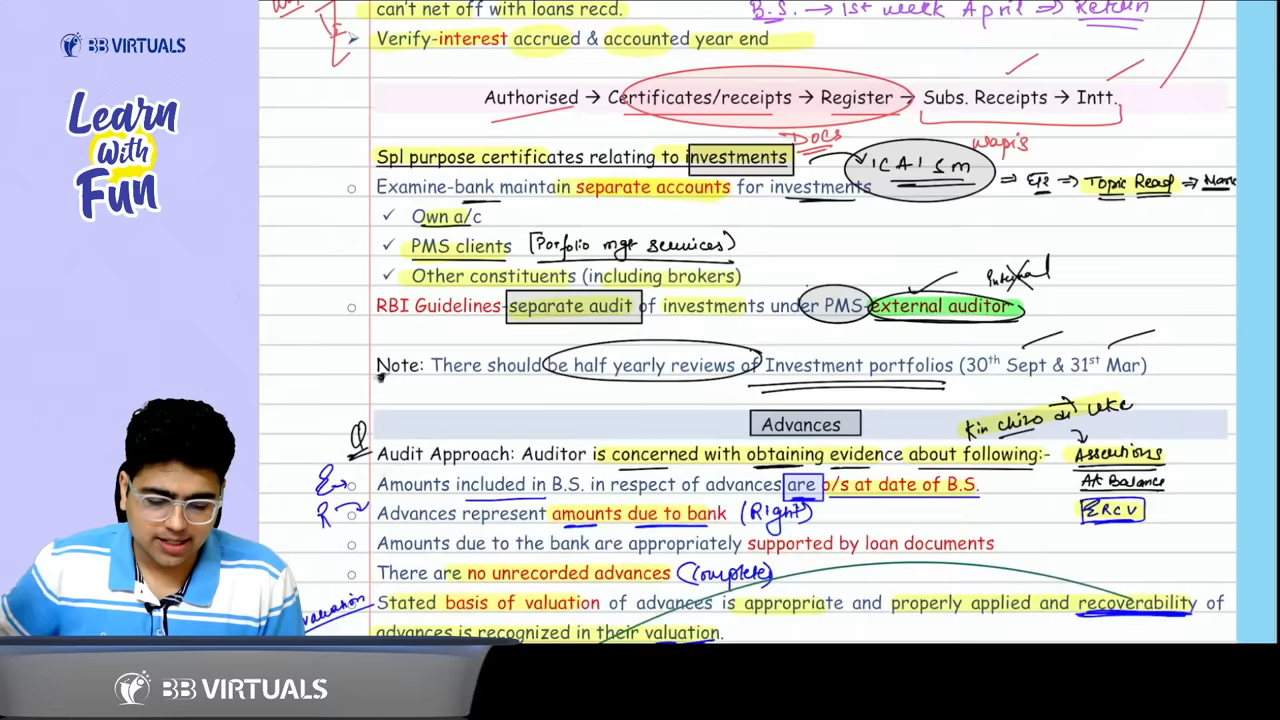 can't net off with loans recd.
B.S. → 1st week April ⇒ Return
BB VIRTUALS
➤ Verify-interest accrued & accounted year end
Learn
with
Fun
Authorised → Certificates/receipts → Register → Subs. Receipts → Intt.
DOCS
wapis
Spl purpose certificates relating to investments
ICAI SM
⇒ ⇒ Topic Read ⇒ Mark
○ Examine-bank maintain separate accounts for investments
✓ Own a/c
✓ PMS clients [Porfolio mgt services)
✓ Other constituents (including brokers)
Internal
○ RBI Guidelines-separate audit of investments under PMS-external auditor
Note: There should be half yearly reviews of Investment portfolios (30th Sept & 31st Mar)
Advances
Kin chizo
Q
Audit Approach: Auditor is concerned with obtaining evidence about following:-
Assertions
At Balance
ERCV
E→ ○ Amounts included in B.S. in respect of advances are o/s at date of B.S.
R → ○ Advances represent amounts due to bank (Right)
○ Amounts due to the bank are appropriately supported by loan documents
○ There are no unrecorded advances (Complete)
valuation
Stated basis of valuation of advances is appropriate and properly applied and recoverability of
advances is recognized in their valuation.
BB VIRTUALS